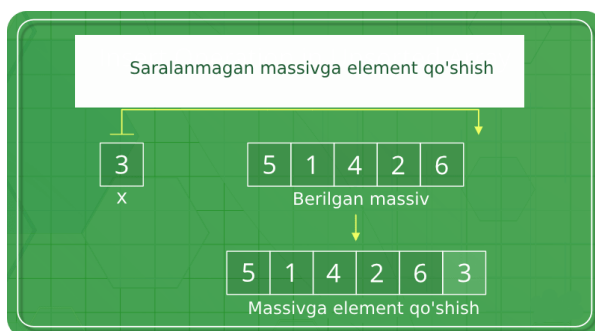 Saralanmagan massivga element qo'shish
3 5 1 4 2 6
x Berilgan massiv
5 1 4 2 6 3
Massivga element qo'shish